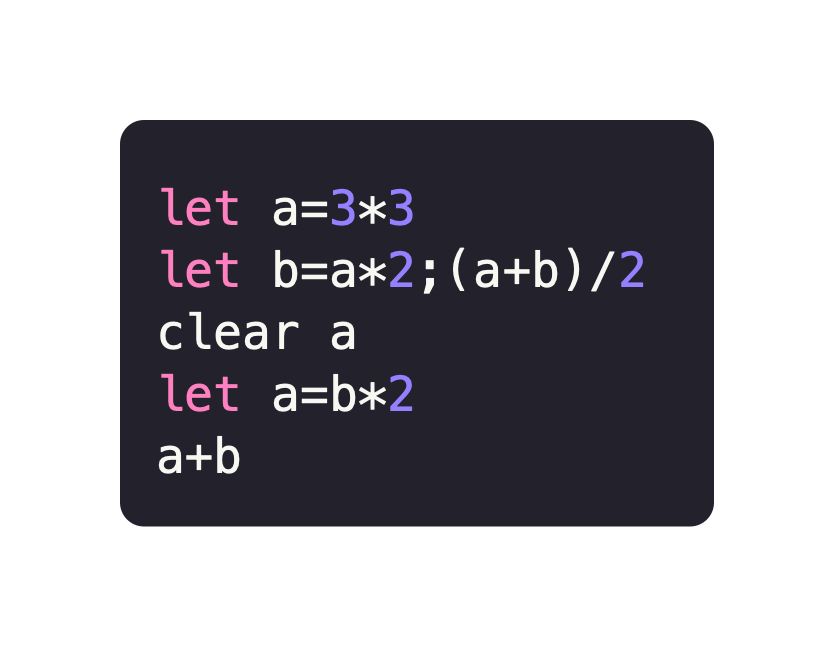 let a=3*3
let b=a*2;(a+b)/2
clear a
let a=b*2
a+b